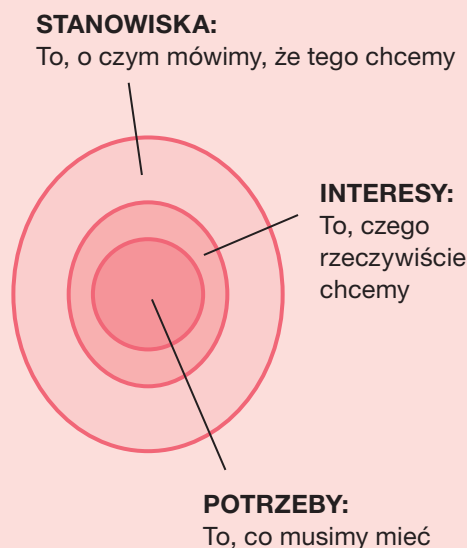 STANOWISKA:
To, o czym mówimy, że tego chcemy
INTERESY:
To, czego
rzeczywiście
chcemy
POTRZEBY:
To, co musimy mieć